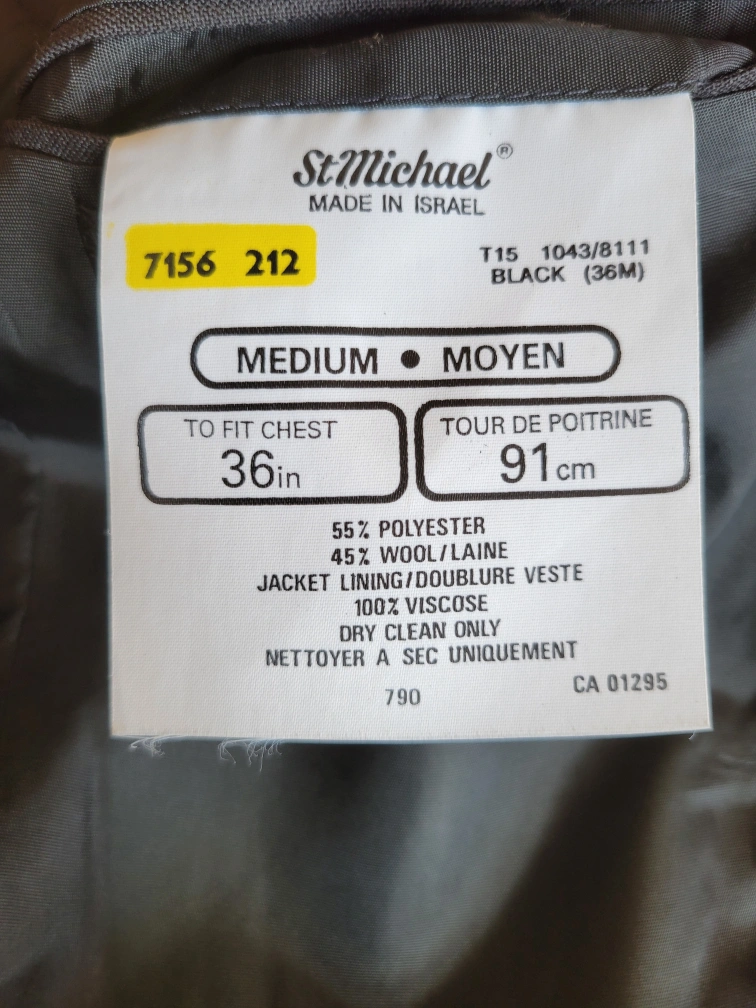 StMichael®
MADE IN ISRAEL
7156 212
T15 1043/8111
BLACK (36M)
MEDIUM • MOYEN
TO FIT CHEST
36in
TOUR DE POITRINE
91cm
55% POLYESTER
45% WOOL/LAINE
JACKET LINING/DOUBLURE VESTE
100% VISCOSE
DRY CLEAN ONLY
NETTOYER A SEC UNIQUEMENT
790
CA 01295